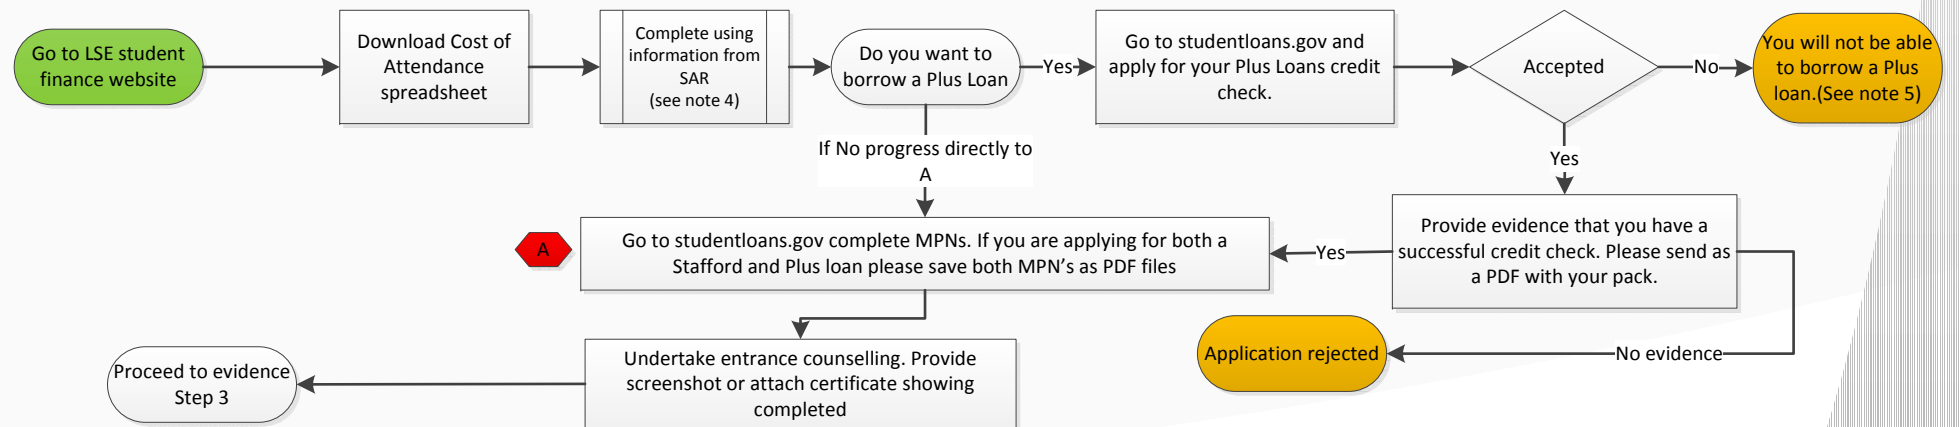 Go to LSE student
finance website
Download Cost of
Attendance
spreadsheet
Complete using
information from
SAR
(see note 4)
Do you want to
borrow a Plus Loan
Yes
Go to studentloans.gov and
apply for your Plus Loans credit
check.
Accepted
No
You will not be able
to borrow a Plus
loan.(See note 5)
If No progress directly to
A
Yes
A
Go to studentloans.gov complete MPNs. If you are applying for both a
Stafford and Plus loan please save both MPN's as PDF files
Yes
Provide evidence that you have a
successful credit check. Please send as
a PDF with your pack.
Application rejected
No evidence
Proceed to evidence
Step 3
Undertake entrance counselling. Provide
screenshot or attach certificate showing
completed